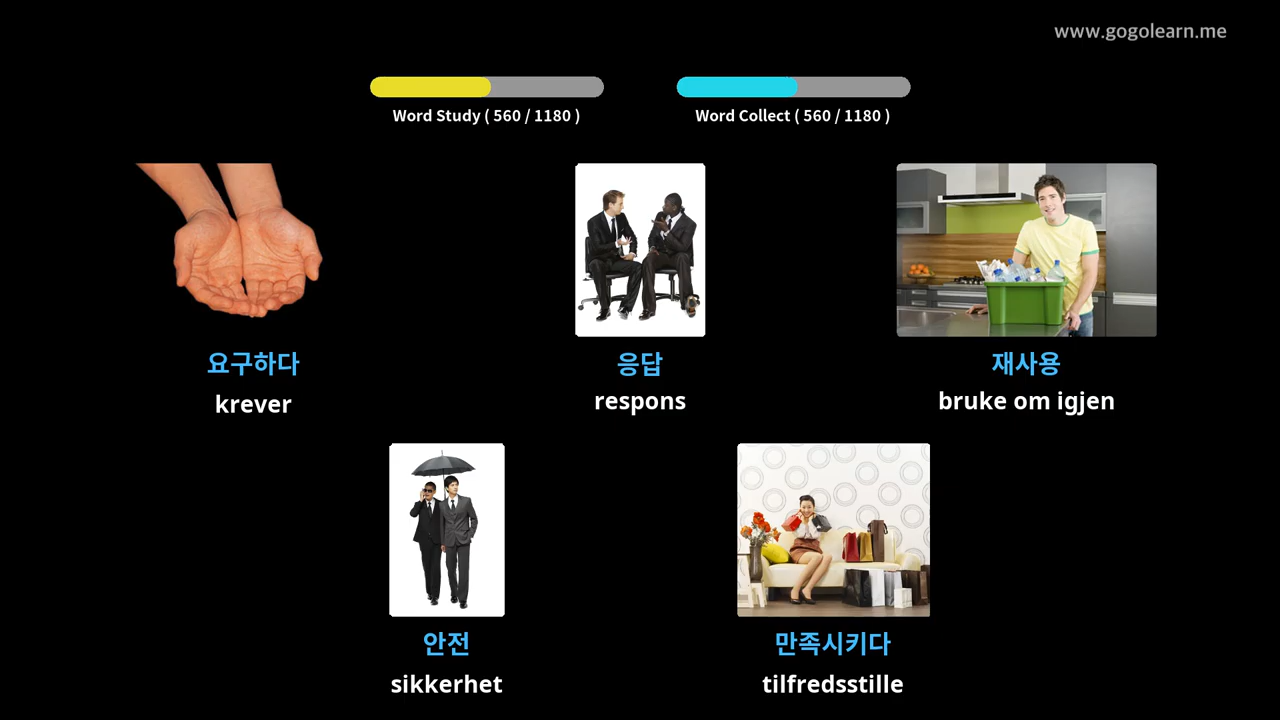 www.gogolearn.me
Word Study ( 560 / 1180 )
Word Collect ( 560 / 1180 )
요구하다
krever
응답
respons
재사용
bruke om igjen
안전
sikkerhet
만족시키다
tilfredsstille